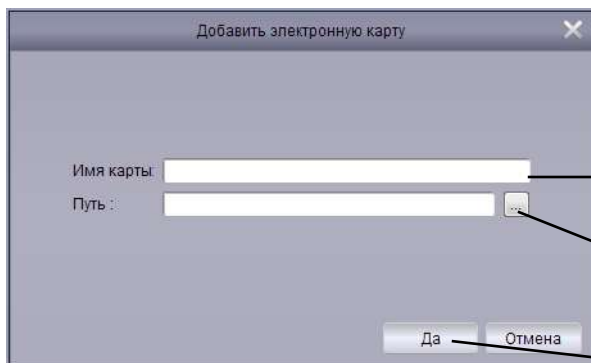 Добавить электронную карту
Имя карты:
Путь :
...
Да
Отмена